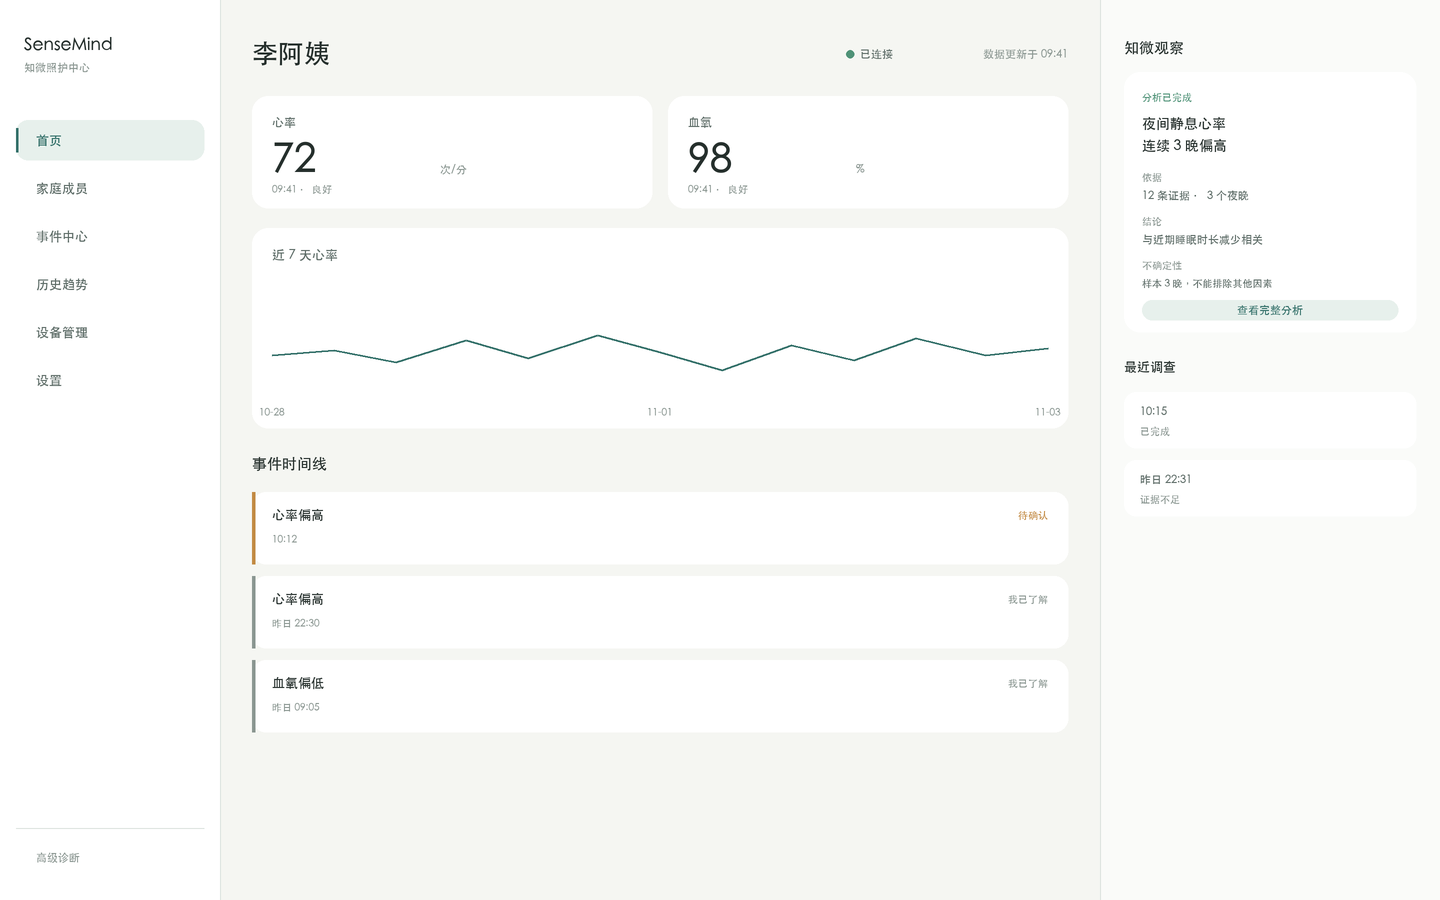 SenseMind
知微照护中心
首页
家庭成员
事件中心
历史趋势
设备管理
设置
高级诊断
李阿姨
已连接
数据更新于 09:41
心率
72 次/分
09:41 · 良好
血氧
98 %
09:41 · 良好
近 7 天心率
10-28 11-01 11-03
事件时间线
心率偏高 待确认
10:12
心率偏高 我已了解
昨日 22:30
血氧偏低 我已了解
昨日 09:05
知微观察
分析已完成
夜间静息心率
连续 3 晚偏高
依据
12 条证据 · 3 个夜晚
结论
与近期睡眠时长减少相关
不确定性
样本 3 晚 · 不能排除其他因素
查看完整分析
最近调查
10:15
已完成
昨日 22:31
证据不足